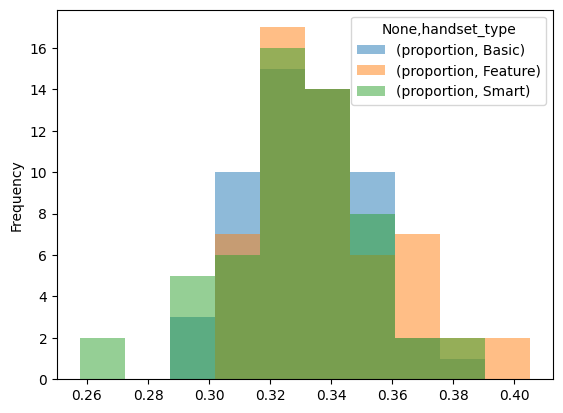 None,handset_type
(proportion, Basic)
(proportion, Feature)
(proportion, Smart)
Frequency
16
14
12
10
8
6
4
2
0
0.26 0.28 0.30 0.32 0.34 0.36 0.38 0.40